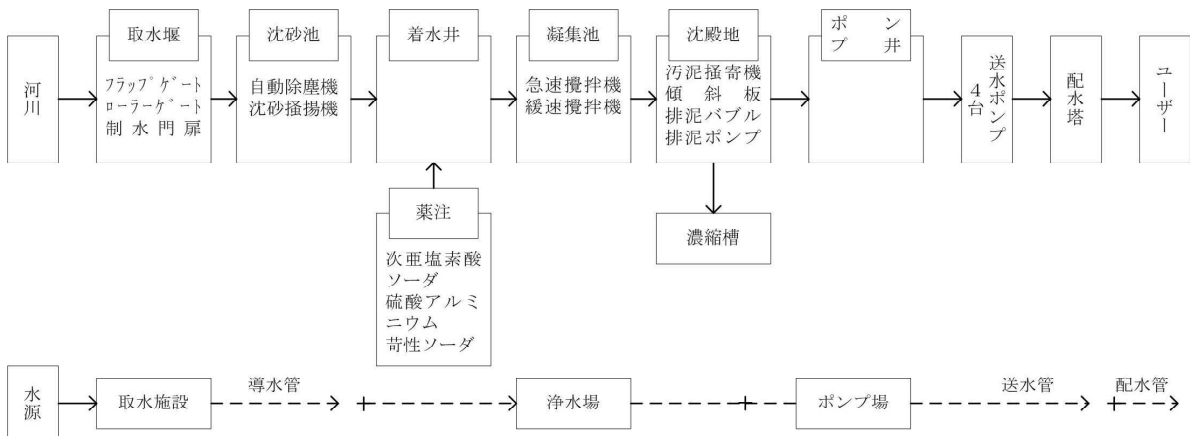 河川
取水堰
フラップゲート
ローラーゲート
制水門扉
沈砂池
自動除塵機
沈砂掻揚機
着水井
凝集池
急速攪拌機
緩速攪拌機
沈殿地
汚泥掻寄機
傾斜板
排泥バブル
排泥ポンプ
ポン
プ井
送水ポンプ
4台
配水塔
ユーザー
薬注
次亜塩素酸
ソーダ
硫酸アルミ
ニウム
苛性ソーダ
濃縮槽
水源
取水施設
導水管
浄水場
ポンプ場
送水管
配水管